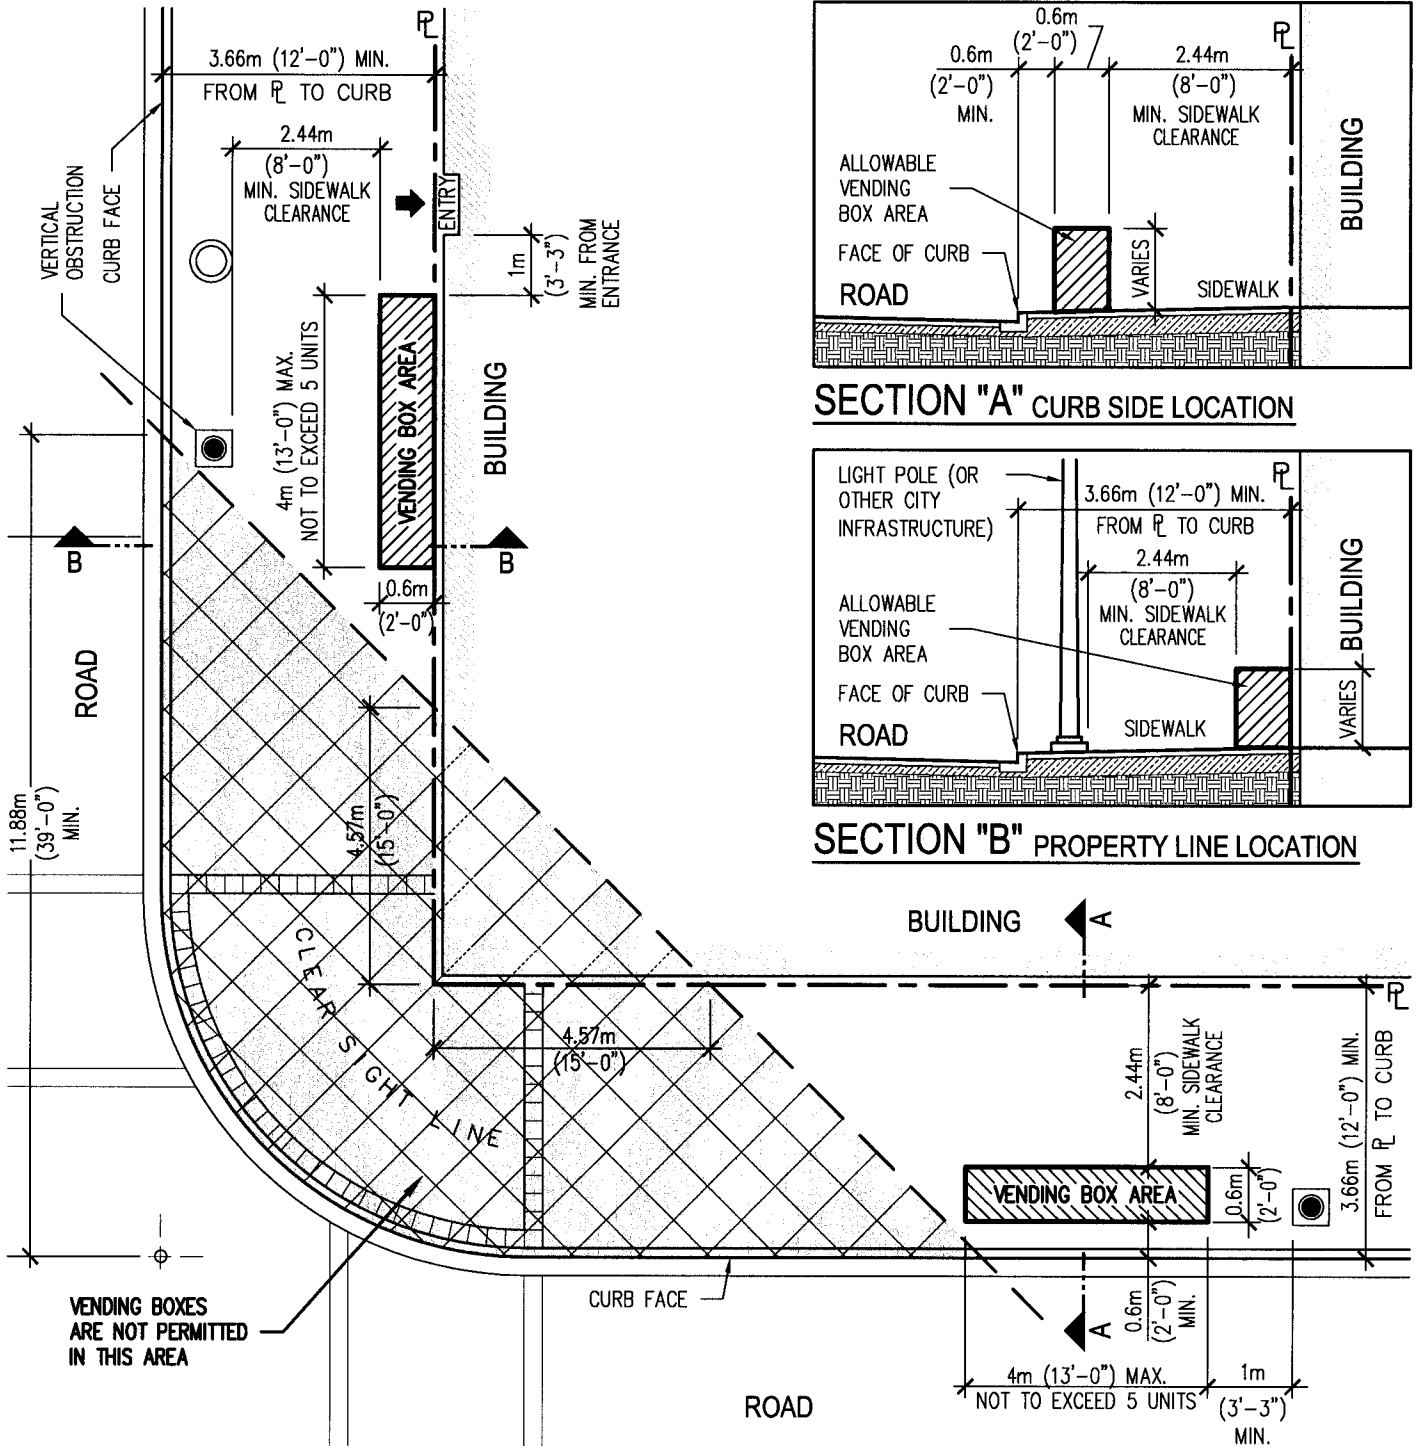 PL
3.66m (12'-0") MIN.
FROM PL TO CURB
2.44m
(8'-0")
MIN. SIDEWALK
CLEARANCE
VERTICAL
OBSTRUCTION
CURB FACE
ENTRY
1m
(3'-3")
MIN. FROM
ENTRANCE
4m (13'-0") MAX.
NOT TO EXCEED 5 UNITS
VENDING BOX AREA
BUILDING
B
B
0.6m
(2'-0")
ROAD
11.88m
(39'-0")
MIN.
4.57m
(15'-0")
CLEAR SIGHT LINE
4.57m
(15'-0")
VENDING BOXES
ARE NOT PERMITTED
IN THIS AREA
CURB FACE
ROAD
0.6m
(2'-0")
MIN.
0.6m
(2'-0")
2.44m
(8'-0")
MIN. SIDEWALK
CLEARANCE
PL
ALLOWABLE
VENDING
BOX AREA
FACE OF CURB
ROAD
VARIES
SIDEWALK
BUILDING
SECTION "A" CURB SIDE LOCATION
LIGHT POLE (OR
OTHER CITY
INFRASTRUCTURE)
PL
3.66m (12'-0") MIN.
FROM PL TO CURB
2.44m
(8'-0")
MIN. SIDEWALK
CLEARANCE
ALLOWABLE
VENDING
BOX AREA
FACE OF CURB
ROAD
SIDEWALK
VARIES
BUILDING
SECTION "B" PROPERTY LINE LOCATION
BUILDING
A
PL
2.44m
(8'-0")
MIN. SIDEWALK
CLEARANCE
3.66m (12'-0") MIN.
FROM PL TO CURB
VENDING BOX AREA
0.6m
(2'-0")
A
0.6m
(2'-0")
MIN.
4m (13'-0") MAX.
NOT TO EXCEED 5 UNITS
1m
(3'-3")
MIN.